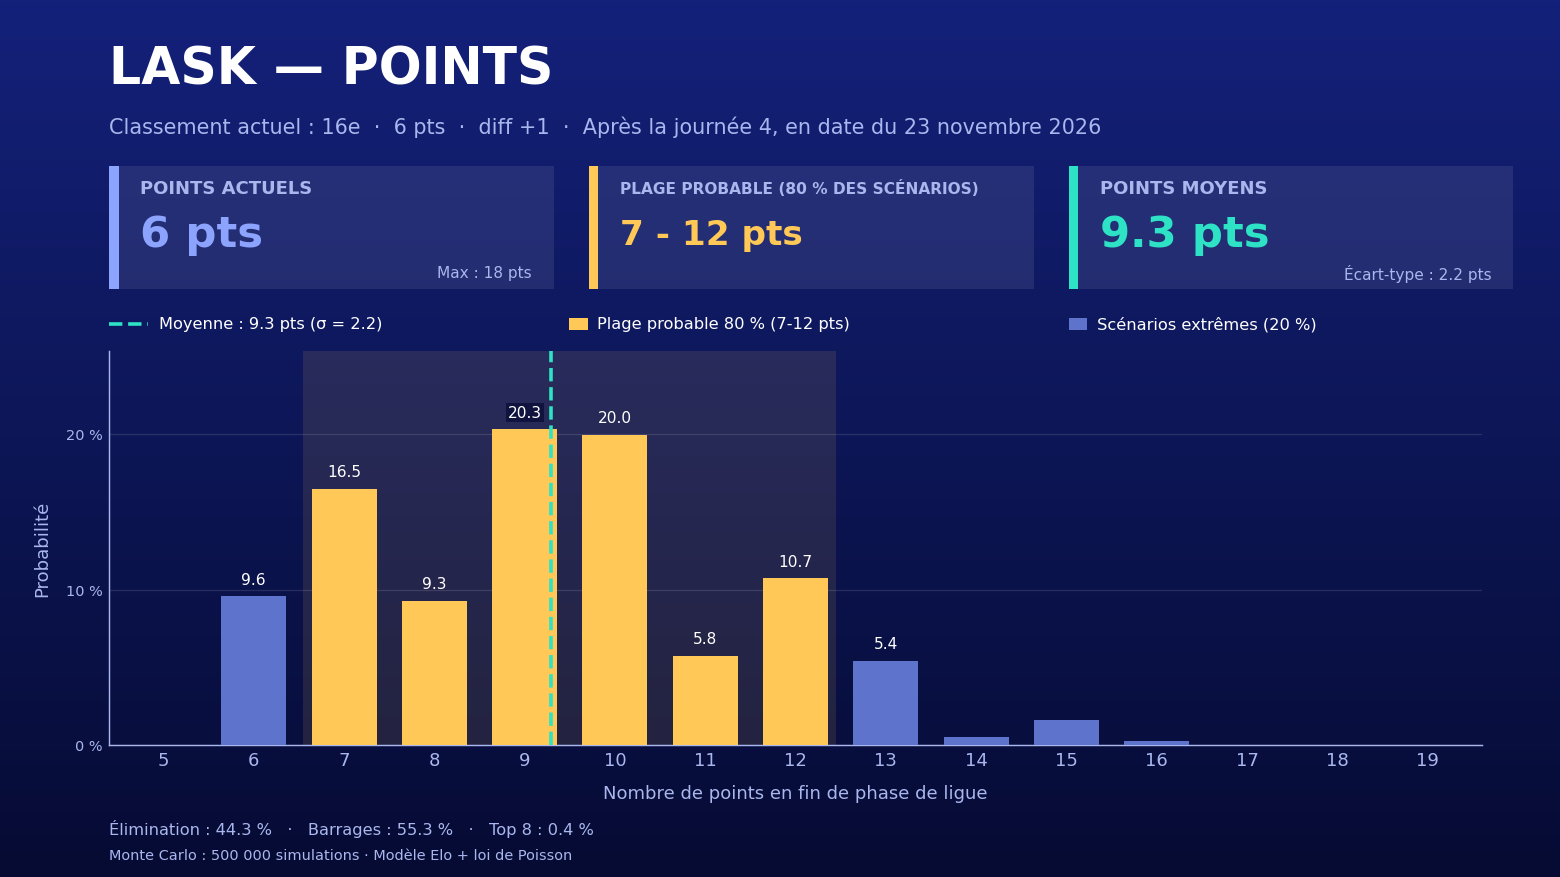 LASK — POINTS
Classement actuel : 16e · 6 pts · diff +1 · Après la journée 4, en date du 23 novembre 2026
POINTS ACTUELS
6 pts
Max : 18 pts
PLAGE PROBABLE (80 % DES SCÉNARIOS)
7 - 12 pts
POINTS MOYENS
9.3 pts
Écart-type : 2.2 pts
Moyenne : 9.3 pts (σ = 2.2)
Plage probable 80 % (7-12 pts)
Scénarios extrêmes (20 %)
Probabilité
20 %
10 %
0 %
9.6
16.5
9.3
20.3
20.0
5.8
10.7
5.4
5 6 7 8 9 10 11 12 13 14 15 16 17 18 19
Nombre de points en fin de phase de ligue
Élimination : 44.3 % · Barrages : 55.3 % · Top 8 : 0.4 %
Monte Carlo : 500 000 simulations · Modèle Elo + loi de Poisson